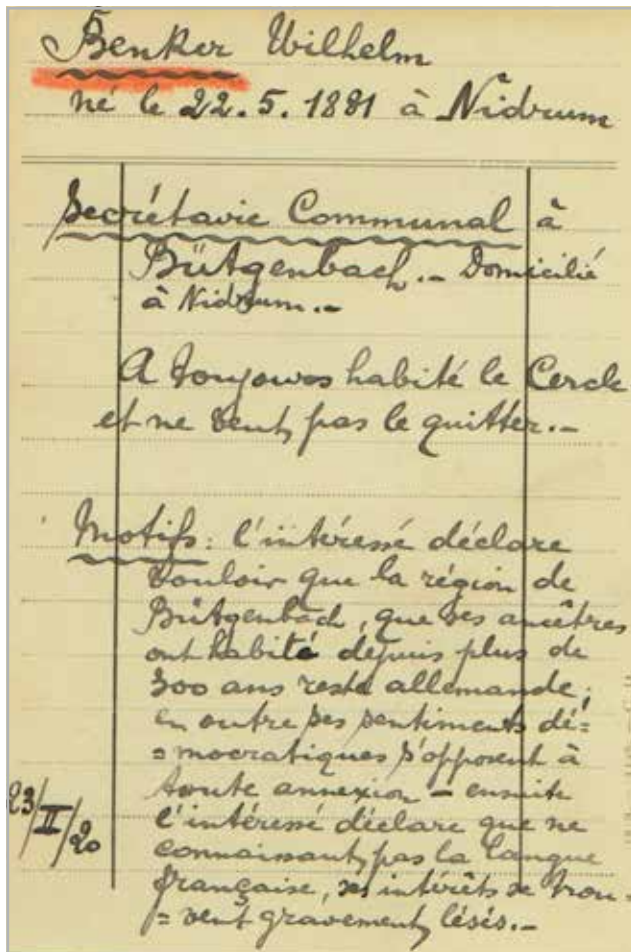 Benker Wilhelm
né le 22.5.1881 à Nidrum
Secrétaire Communal à
Bütgenbach.- Domicilié
à Nidrum.-
A toujours habité le Cercle
et ne veut pas le quitter.-
Motifs: l'intéressé déclare
vouloir que la région de
Bütgenbach, que ses ancêtres
ont habité depuis plus de
300 ans reste allemande;
en outre ses sentiments dé=
=mocratiques s'opposent à
toute annexion - ensuite
l'intéressé déclare que ne
connaissant pas la langue
française, ses intérêts se trou-
=vent gravement lésés.-
23/II/20